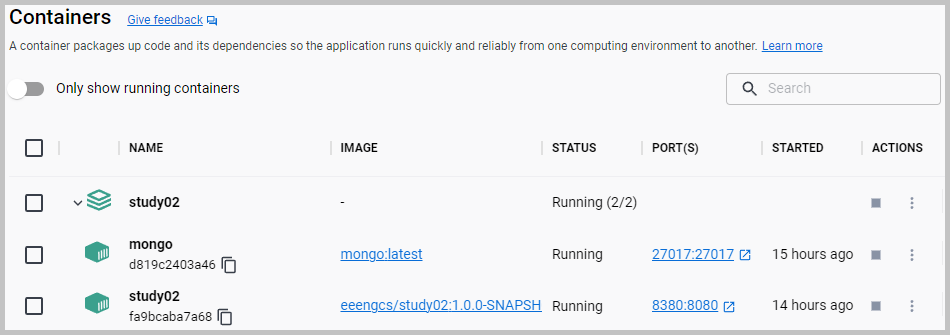 Containers Give feedback
A container packages up code and its dependencies so the application runs quickly and reliably from one computing environment to another. Learn more
Only show running containers Search
NAME IMAGE STATUS PORT(S) STARTED ACTIONS
study02 - Running (2/2)
mongo
d819c2403a46 mongo:latest Running 27017:27017 15 hours ago
study02
fa9bcaba7a68 eeengcs/study02:1.0.0-SNAPSH Running 8380:8080 14 hours ago